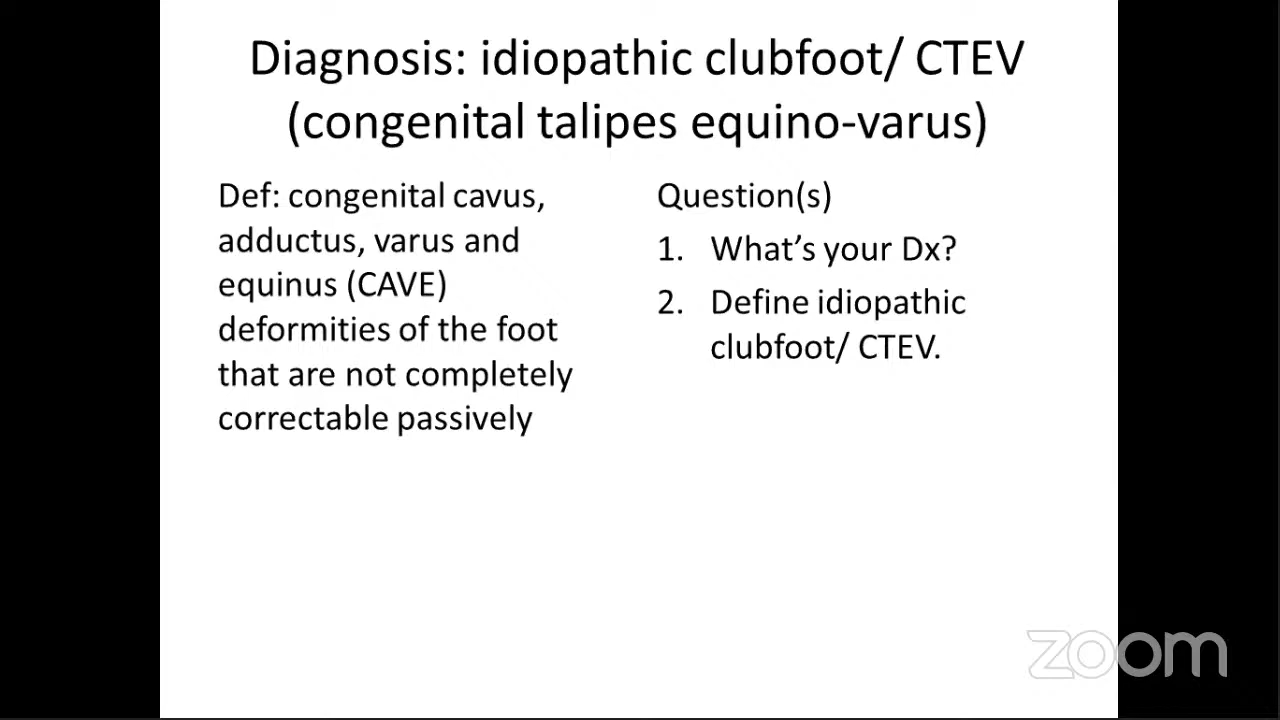 Diagnosis: idiopathic clubfoot/ CTEV
(congenital talipes equino-varus)
Def: congenital cavus,
adductus, varus and
equinus (CAVE)
deformities of the foot
that are not completely
correctable passively
Question(s)
1. What's your Dx?
2. Define idiopathic
clubfoot/ CTEV.
zoom